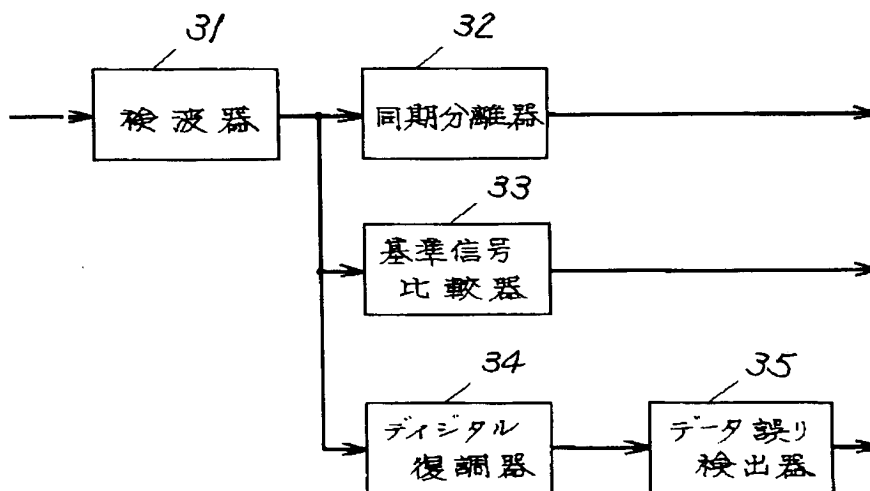 31
検波器
32
同期分離器
33
基準信号
比較器
34
ディジタル
復調器
35
データ誤り
検出器